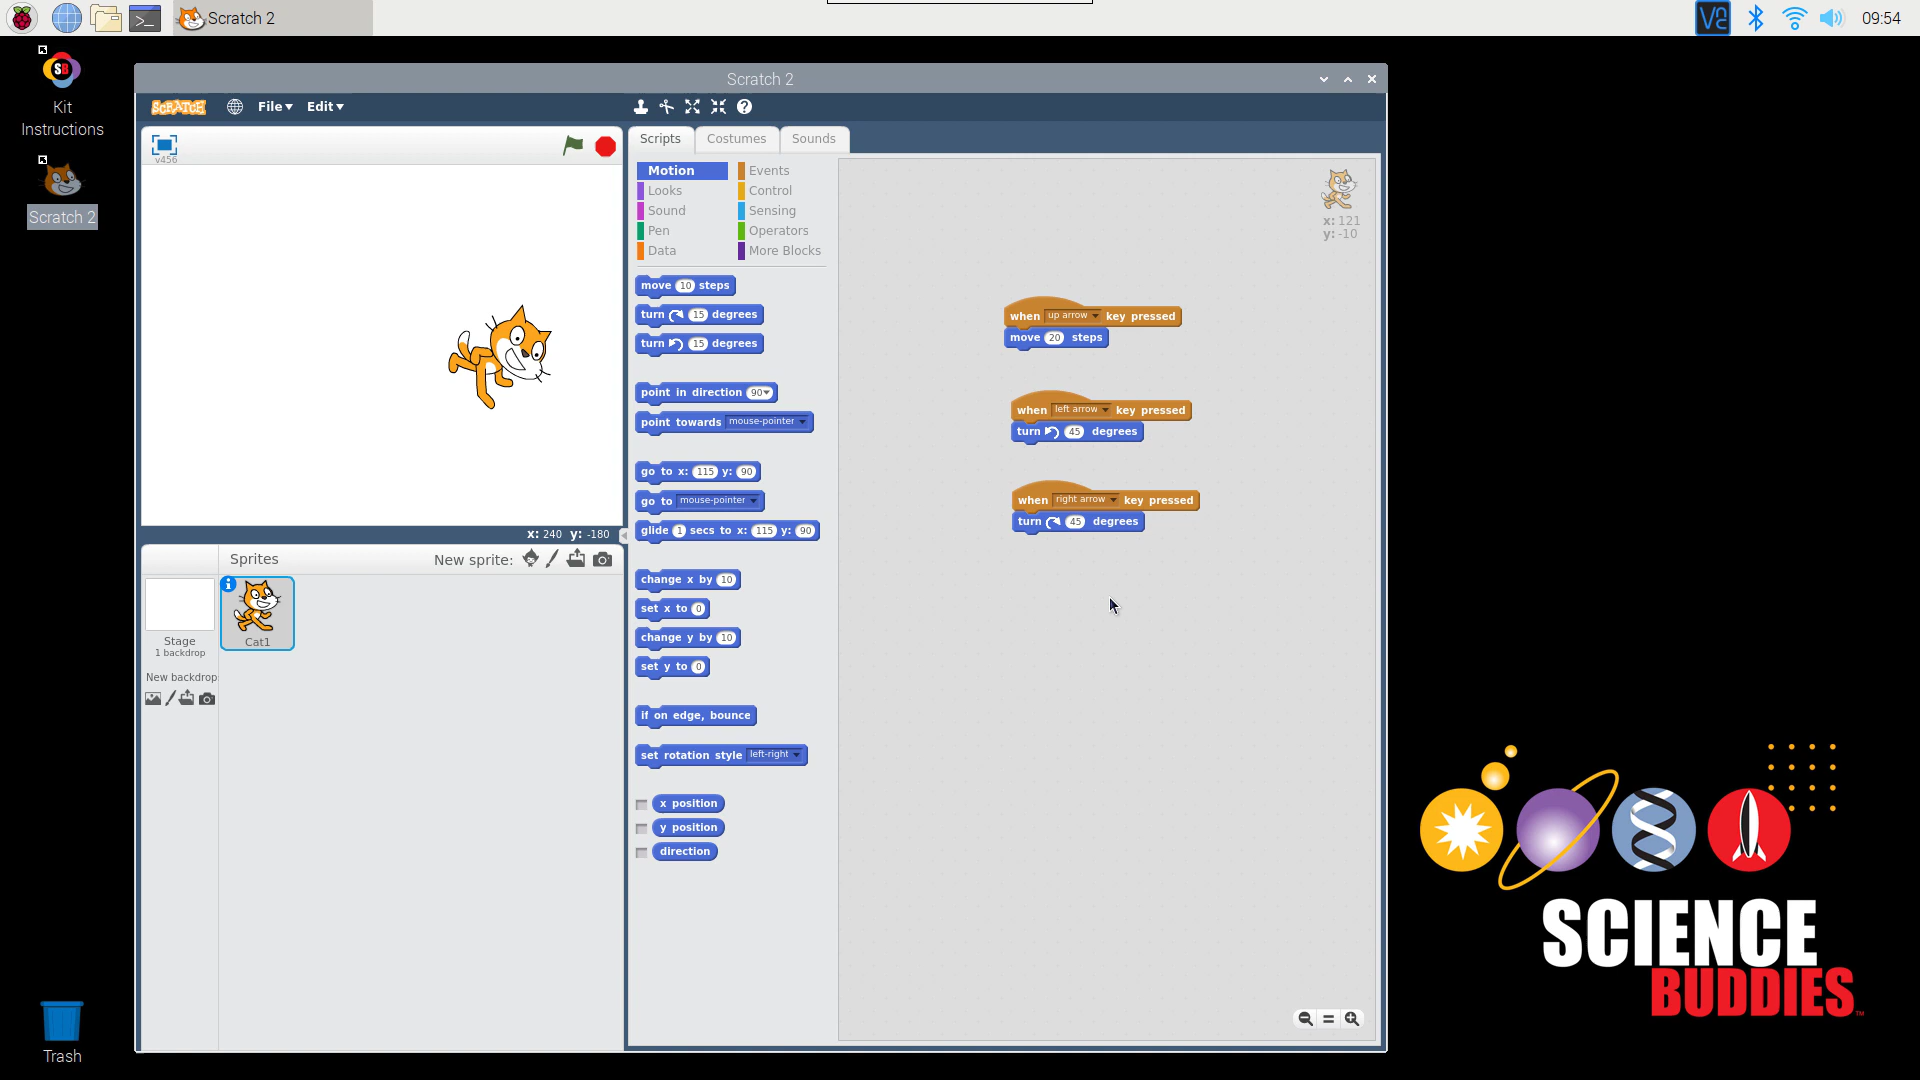 Scratch 2
09:54
Kit
Instructions
Scratch 2
Trash
Scratch 2
SCRATCH
File
Edit
v456
x: 240 y: -180
Sprites
New sprite:
Stage
1 backdrop
New backdrop
Cat1
Scripts
Costumes
Sounds
Motion
Looks
Sound
Pen
Data
Events
Control
Sensing
Operators
More Blocks
move 10 steps
turn 15 degrees
turn 15 degrees
point in direction 90
point towards mouse-pointer
go to x: 115 y: 90
go to mouse-pointer
glide 1 secs to x: 115 y: 90
change x by 10
set x to 0
change y by 10
set y to 0
if on edge, bounce
set rotation style left-right
x position
y position
direction
x: 121
y: -10
when up arrow key pressed
move 20 steps
when left arrow key pressed
turn 45 degrees
when right arrow key pressed
turn 45 degrees
SCIENCE
BUDDIES